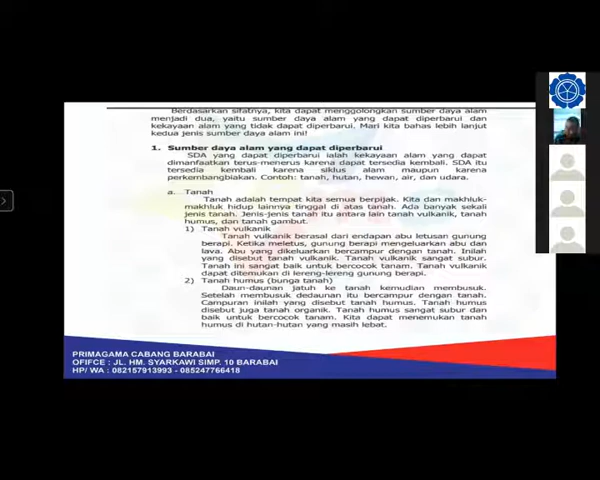 Berdasarkan sifatnya, kita dapat menggolongkan sumber daya alam
menjadi dua, yaitu sumber daya alam yang dapat diperbarui dan
kekayaan alam yang tidak dapat diperbarui. Mari kita bahas lebih lanjut
kedua jenis sumber daya alam ini!
1. Sumber daya alam yang dapat diperbarui
SDA yang dapat diperbarui ialah kekayaan alam yang dapat
dimanfaatkan terus-menerus karena dapat tersedia kembali. SDA itu
tersedia kembali karena siklus alam maupun karena
perkembangbiakan. Contoh: tanah, hutan, hewan, air, dan udara.
a. Tanah
Tanah adalah tempat kita semua berpijak. Kita dan makhluk-
makhluk hidup lainnya tinggal di atas tanah. Ada banyak sekali
jenis tanah. Jenis-jenis tanah itu antara lain tanah vulkanik, tanah
humus, dan tanah gambut.
1) Tanah vulkanik
Tanah vulkanik berasal dari endapan abu letusan gunung
berapi. Ketika meletus, gunung berapi mengeluarkan abu dan
lava. Abu yang dikeluarkan bercampur dengan tanah. Inilah
yang disebut tanah vulkanik. Tanah vulkanik sangat subur.
Tanah ini sangat baik untuk bercocok tanam. Tanah vulkanik
dapat ditemukan di lereng-lereng gunung berapi.
2) Tanah humus (bunga tanah)
Daun-daunan jatuh ke tanah kemudian membusuk.
Setelah membusuk dedaunan itu bercampur dengan tanah.
Campuran inilah yang disebut tanah humus. Tanah humus
disebut juga tanah organik. Tanah humus sangat subur dan
baik untuk bercocok tanam. Kita dapat menemukan tanah
humus di hutan-hutan yang masih lebat.
PRIMAGAMA CABANG BARABAI
OFIFCE : JL. HM. SYARKAWI SIMP. 10 BARABAI
HP/ WA : 082157913993 - 085247766418